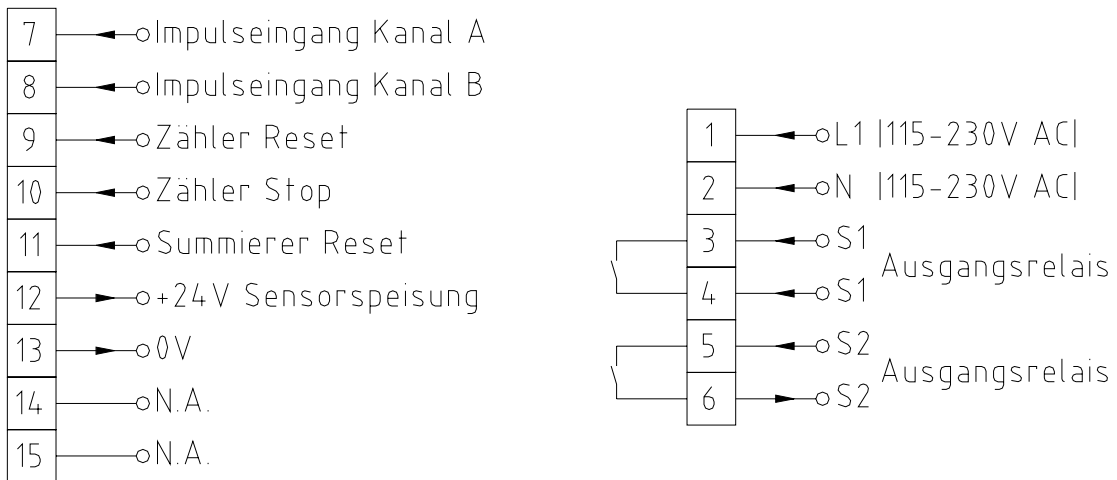 7 Impulseingang Kanal A
8 Impulseingang Kanal B
9 Zähler Reset
10 Zähler Stop
11 Summierer Reset
12 +24V Sensorspeisung
13 0V
14 N.A.
15 N.A.
1 L1 |115-230V AC|
2 N |115-230V AC|
3 S1
Ausgangsrelais
4 S1
5 S2
Ausgangsrelais
6 S2